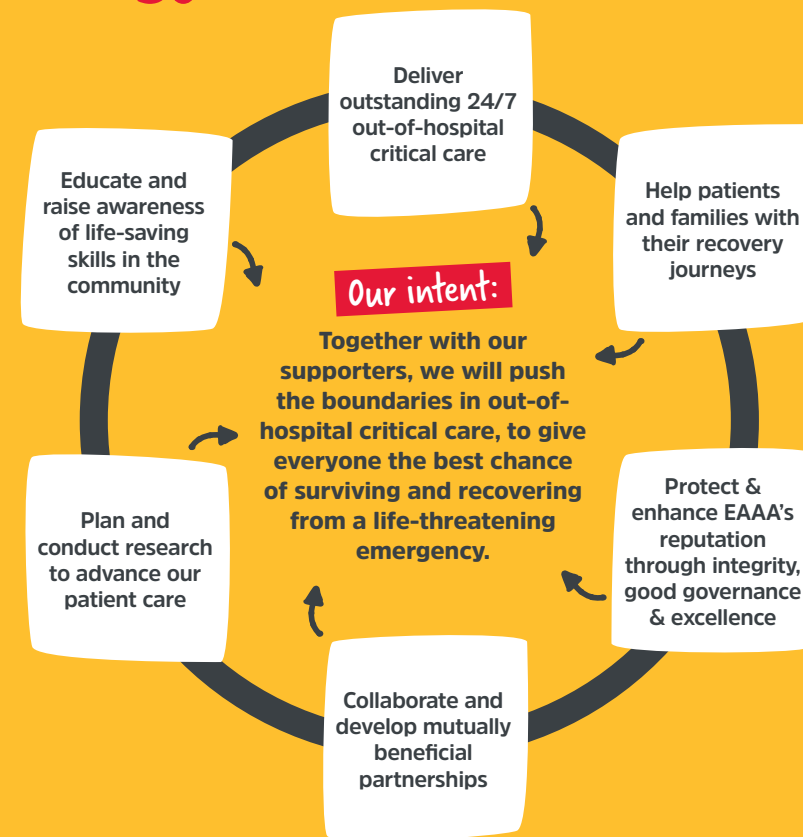 Deliver
outstanding 24/7
out-of-hospital
critical care
Help patients
and families with
their recovery
journeys
Protect &
enhance EAAA’s
reputation
through integrity,
good governance
& excellence
Collaborate and
develop mutually
beneficial
partnerships
Plan and
conduct research
to advance our
patient care
Educate and
raise awareness
of life-saving
skills in the
community
Our intent:
Together with our
supporters, we will push
the boundaries in out-of-
hospital critical care, to give
everyone the best chance
of surviving and recovering
from a life-threatening
emergency.